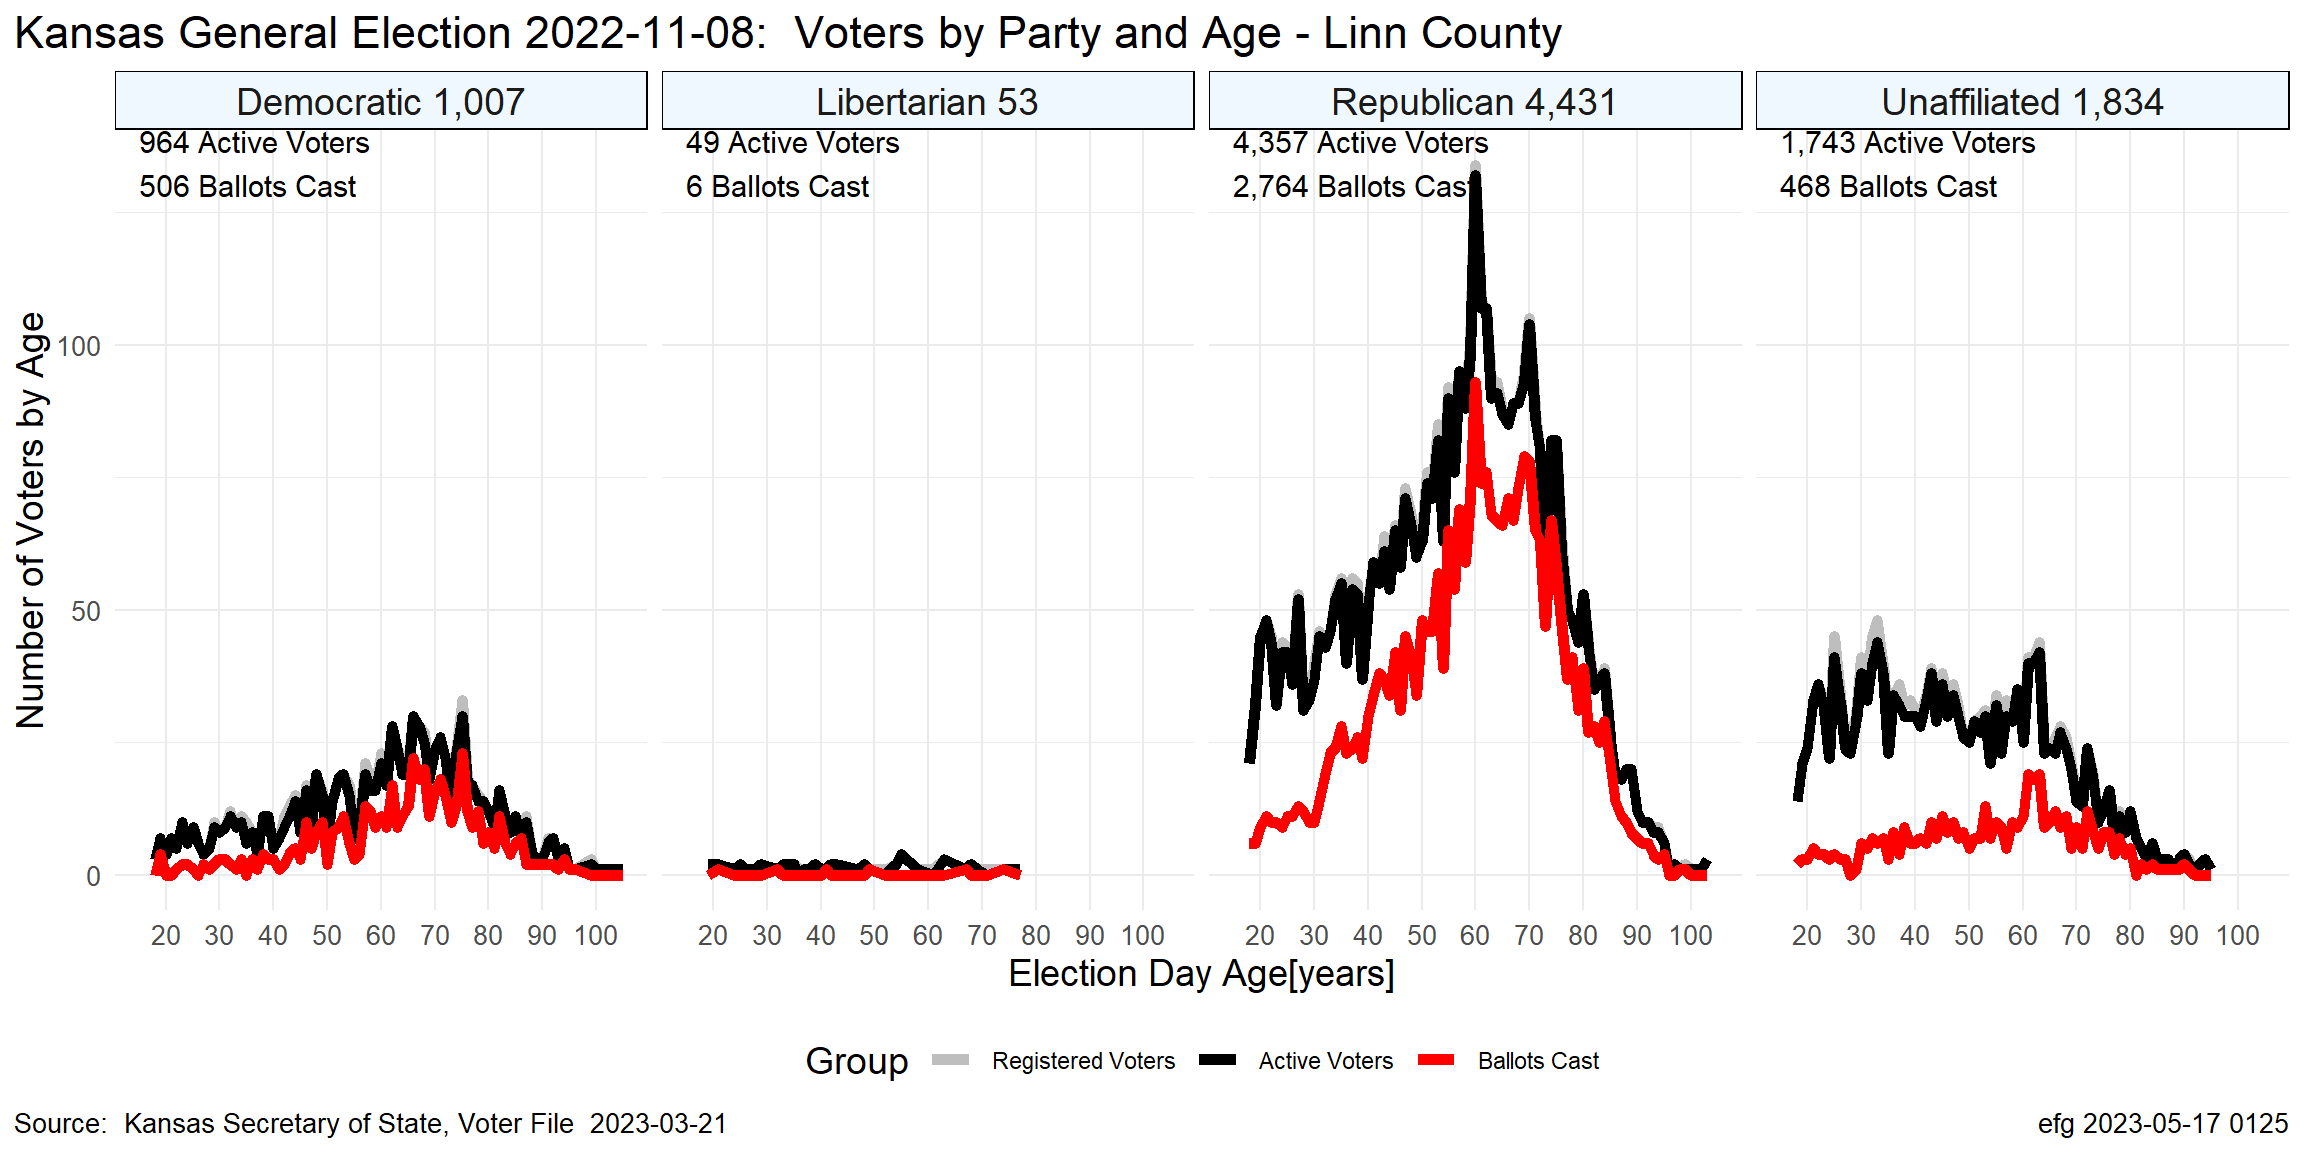 Kansas General Election 2022-11-08:  Voters by Party and Age - Linn County
Democratic 1,007
Libertarian 53
Republican 4,431
Unaffiliated 1,834
964 Active Voters
506 Ballots Cast
49 Active Voters
6 Ballots Cast
4,357 Active Voters
2,764 Ballots Cast
1,743 Active Voters
468 Ballots Cast
Number of Voters by Age
100
50
0
20 30 40 50 60 70 80 90 100
20 30 40 50 60 70 80 90 100
20 30 40 50 60 70 80 90 100
20 30 40 50 60 70 80 90 100
Election Day Age[years]
Group Registered Voters Active Voters Ballots Cast
Source:  Kansas Secretary of State, Voter File  2023-03-21
efg 2023-05-17 0125